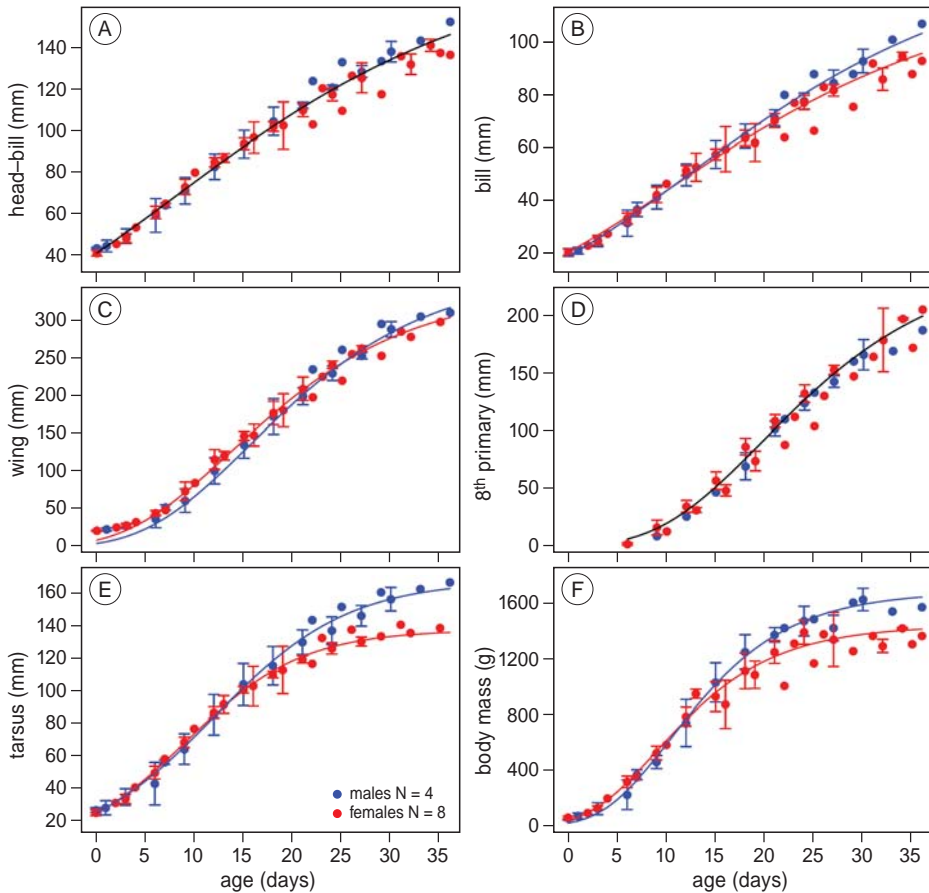 A
head–bill (mm)
140
120
100
80
60
40
B
bill (mm)
100
80
60
40
20
C
wing (mm)
300
250
200
150
100
50
0
D
8th primary (mm)
200
150
100
50
0
E
tarsus (mm)
160
140
120
100
80
60
40
20
males N = 4
females N = 8
0 5 10 15 20 25 30 35
age (days)
F
body mass (g)
1600
1200
800
400
0
0 5 10 15 20 25 30 35
age (days)